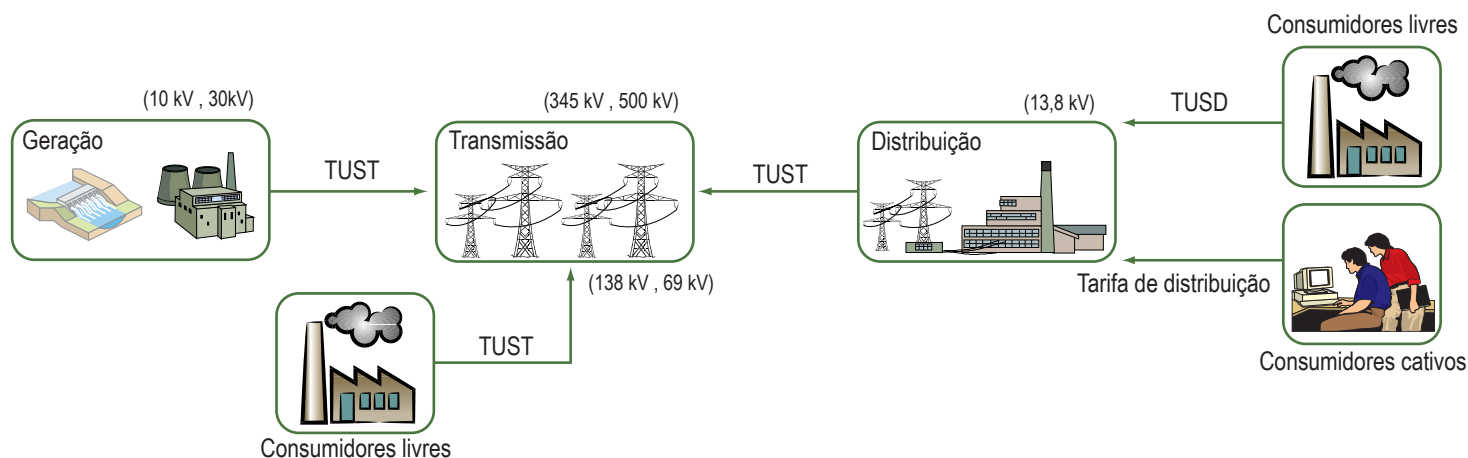 Consumidores livres
(10 kV , 30kV)
(345 kV , 500 kV)
(13,8 kV)
TUSD
Geração
Transmissão
Distribuição
TUST
TUST
(138 kV , 69 kV)
Tarifa de distribuição
TUST
Consumidores cativos
Consumidores livres